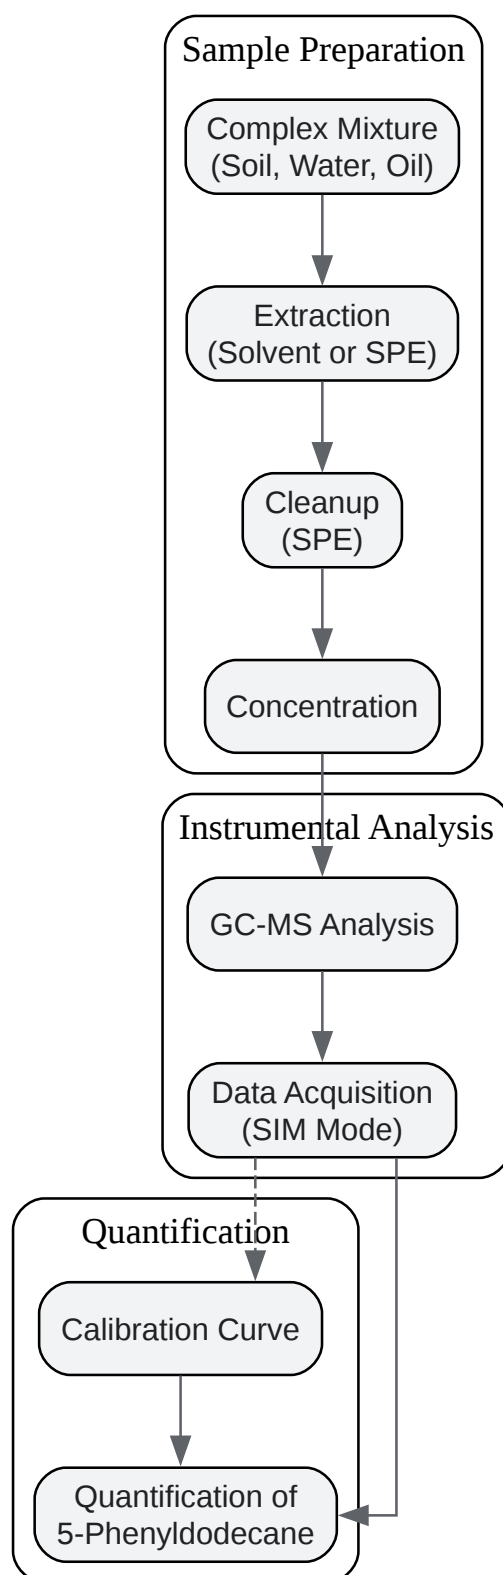 Sample Preparation
Complex Mixture
(Soil, Water, Oil)
Extraction
(Solvent or SPE)
Cleanup
(SPE)
Concentration
Instrumental Analysis
GC-MS Analysis
Data Acquisition
(SIM Mode)
Quantification
Calibration Curve
Quantification of
5-Phenyldodecane